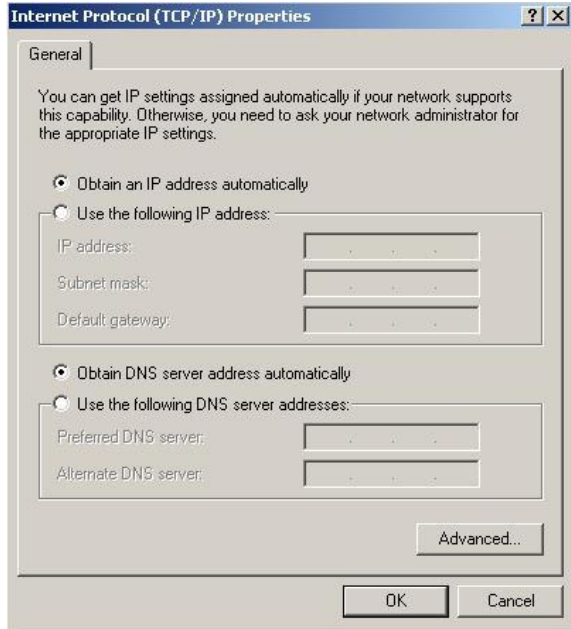 Internet Protocol (TCP/IP) Properties
General
You can get IP settings assigned automatically if your network supports
this capability. Otherwise, you need to ask your network administrator for
the appropriate IP settings.
Obtain an IP address automatically
Use the following IP address:
IP address:
Subnet mask:
Default gateway:
Obtain DNS server address automatically
Use the following DNS server addresses:
Preferred DNS server:
Alternate DNS server:
Advanced...
OK Cancel